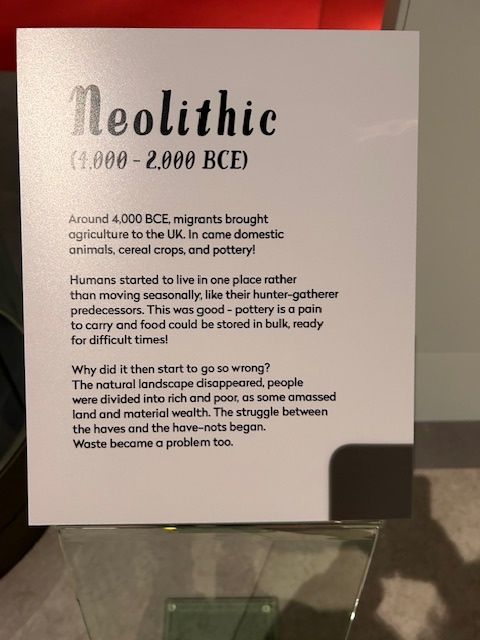 Neolithic
(4,000 - 2,000 BCE)
Around 4,000 BCE, migrants brought
agriculture to the UK. In came domestic
animals, cereal crops, and pottery!
Humans started to live in one place rather
than moving seasonally, like their hunter-gatherer
predecessors. This was good - pottery is a pain
to carry and food could be stored in bulk, ready
for difficult times!
Why did it then start to go so wrong?
The natural landscape disappeared, people
were divided into rich and poor, as some amassed
land and material wealth. The struggle between
the haves and the have-nots began.
Waste became a problem too.